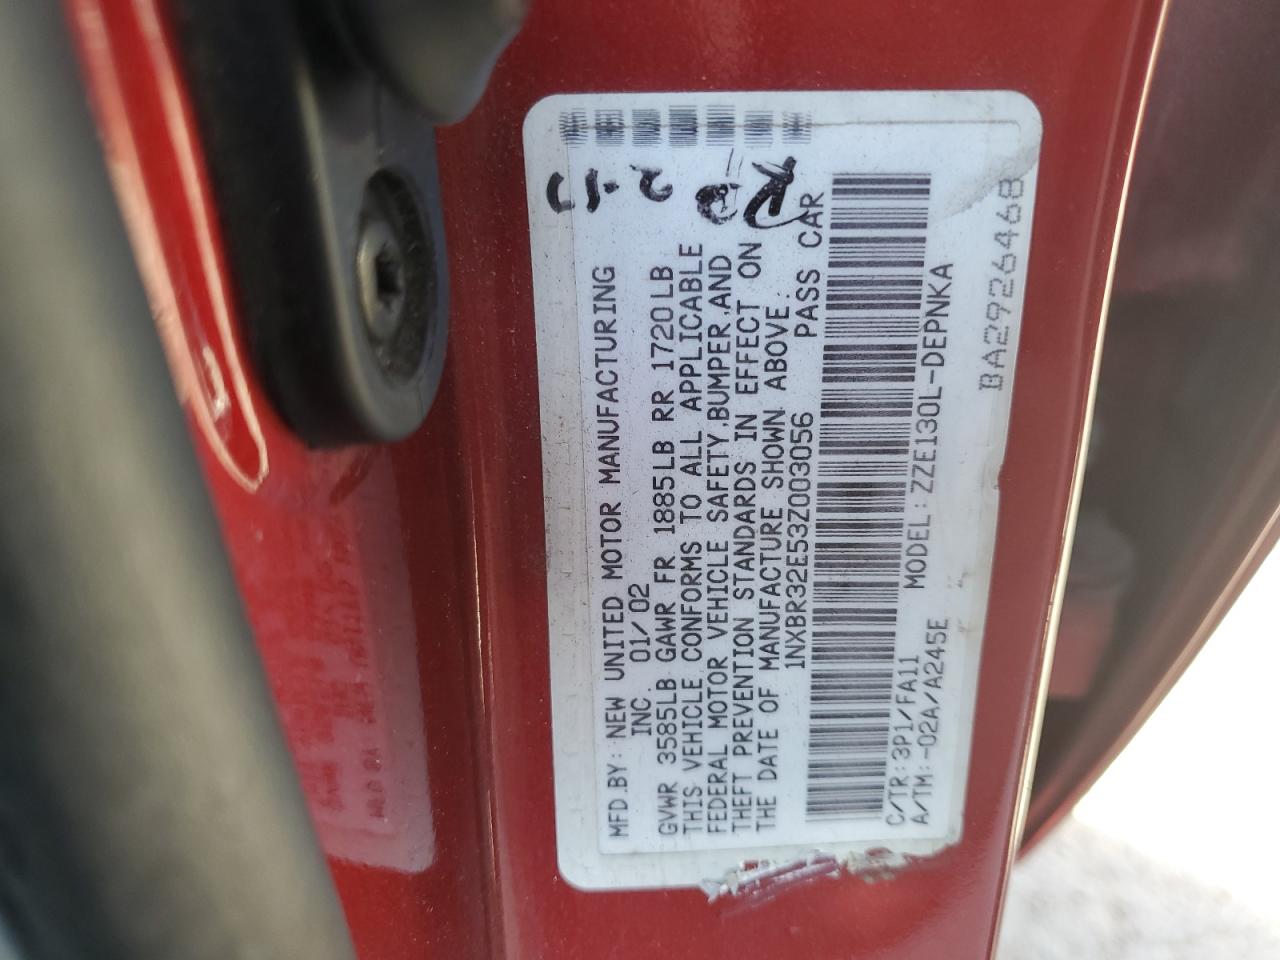 MFD.BY: NEW UNITED MOTOR MANUFACTURING
INC. 01/02
GVWR 3585LB GAWR FR 1885LB RR 1720LB
THIS VEHICLE CONFORMS TO ALL APPLICABLE
FEDERAL MOTOR VEHICLE SAFETY,BUMPER,AND
THEFT PREVENTION STANDARDS IN EFFECT ON
THE DATE OF MANUFACTURE SHOWN ABOVE.
1NXBR32E53Z003056 PASS CAR
C/TR:3P1/FA11 MODEL:ZZE130L-DEPNKA
A/TM:-02A/A245E
BA2926468